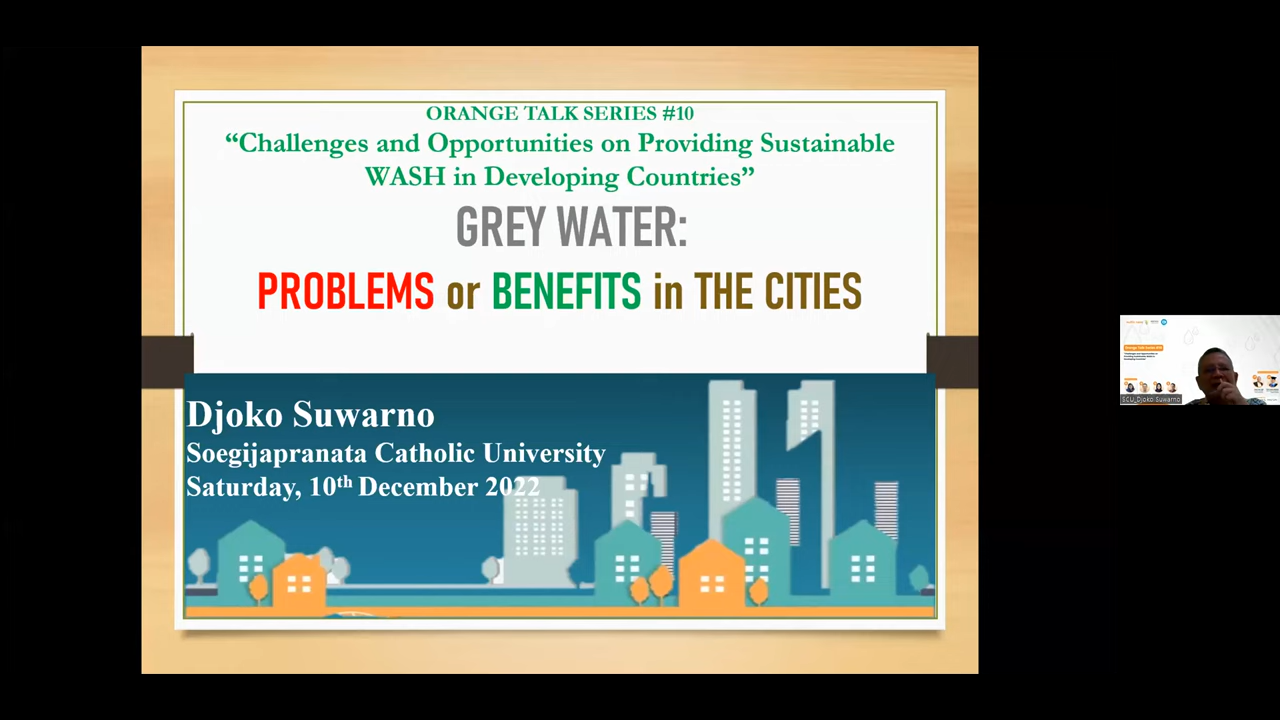 ORANGE TALK SERIES #10
“Challenges and Opportunities on Providing Sustainable
WASH in Developing Countries”
GREY WATER:
PROBLEMS or BENEFITS in THE CITIES
Djoko Suwarno
Soegijapranata Catholic University
Saturday, 10th December 2022
SCU_Djoko Suwarno